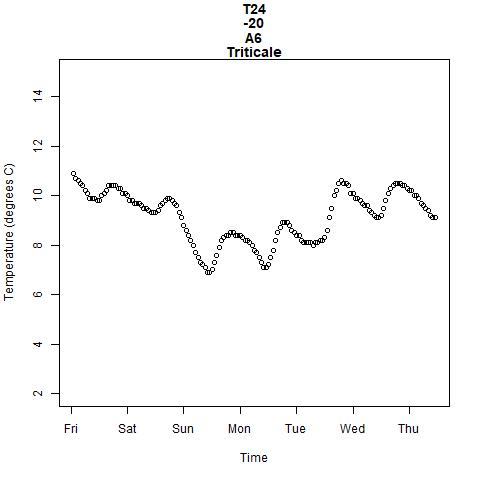 T24
-20
A6
Triticale
Temperature (degrees C)
14
12
10
8
6
4
2
Fri Sat Sun Mon Tue Wed Thu
Time